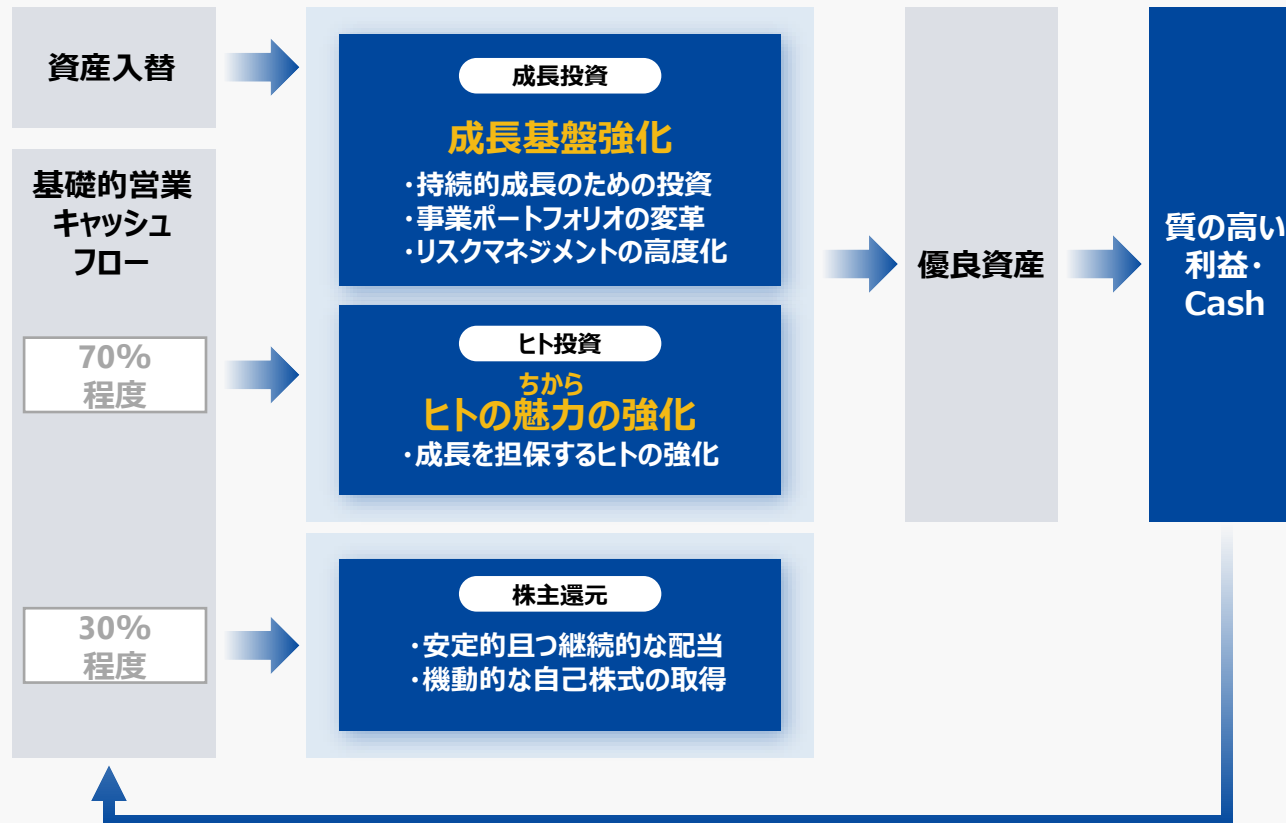 資産入替
基礎的営業
キャッシュ
フロー
70%
程度
30%
程度
成長投資
成長基盤強化
・持続的成長のための投資
・事業ポートフォリオの変革
・リスクマネジメントの高度化
ヒト投資
ちから
ヒトの魅力の強化
・成長を担保するヒトの強化
株主還元
・安定的且つ継続的な配当
・機動的な自己株式の取得
優良資産
質の高い
利益・
Cash